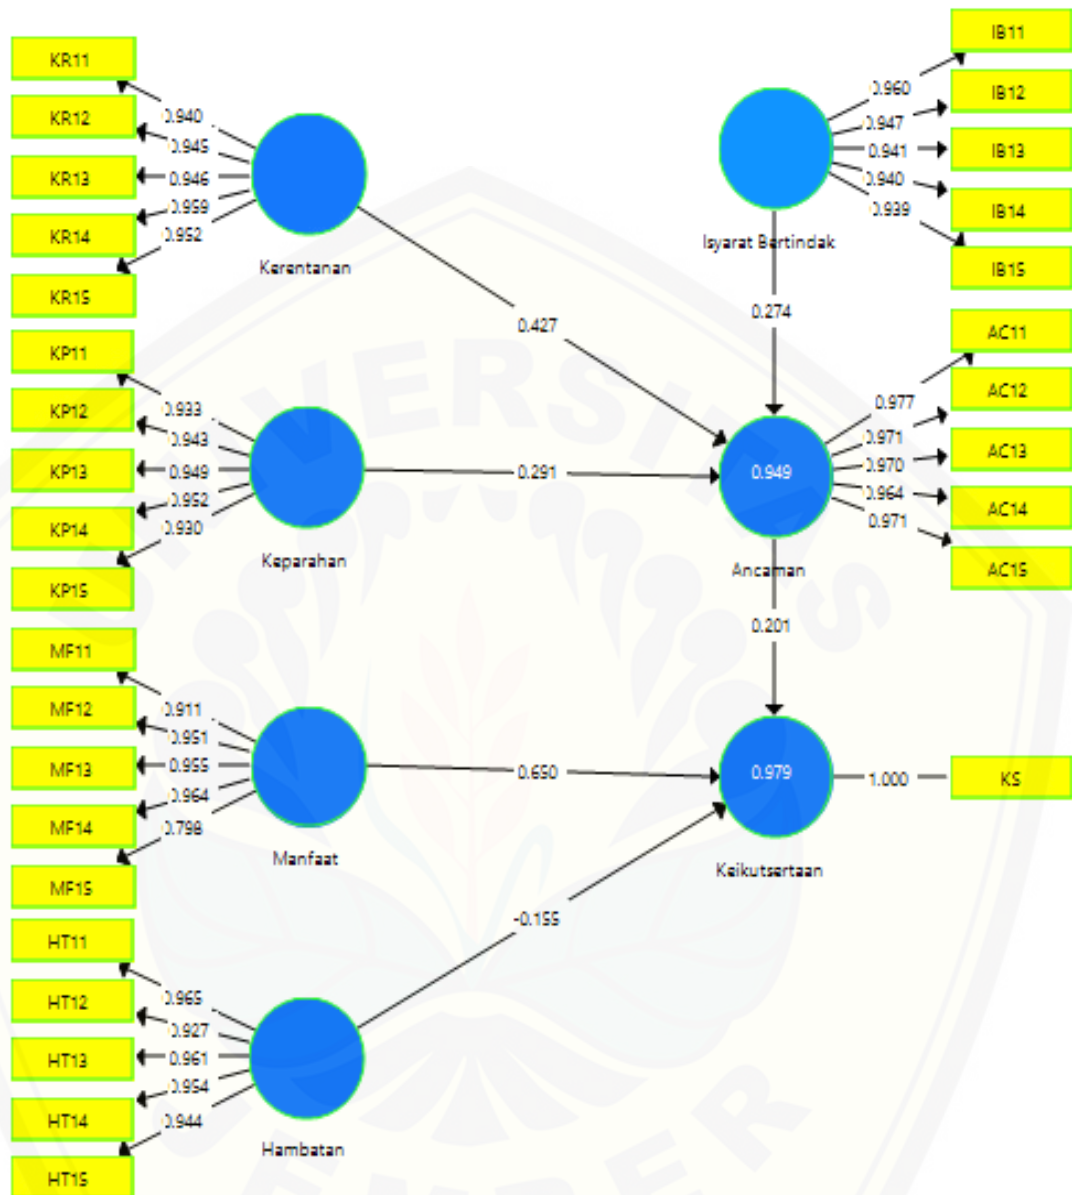 KR11
KR12
KR13
KR14
KR15
0.940
0.945
0.946
0.959
0.952
Kerentanan
0.427
KP11
KP12
KP13
KP14
KP15
0.933
0.943
0.949
0.952
0.930
Keparahan
0.291
MF11
MF12
MF13
MF14
MF15
0.911
0.951
0.955
0.964
0.798
Manfaat
0.650
HT11
HT12
HT13
HT14
HT15
0.965
0.927
0.961
0.954
0.944
Hambatan
-0.155
IB11
IB12
IB13
IB14
IB15
0.960
0.947
0.941
0.940
0.939
Isyarat Bertindak
0.274
AC11
AC12
AC13
AC14
AC15
0.977
0.971
0.970
0.964
0.971
0.949
Ancaman
0.201
0.979
1.000
KS
Keikutsertaan
UNIVERSITAS